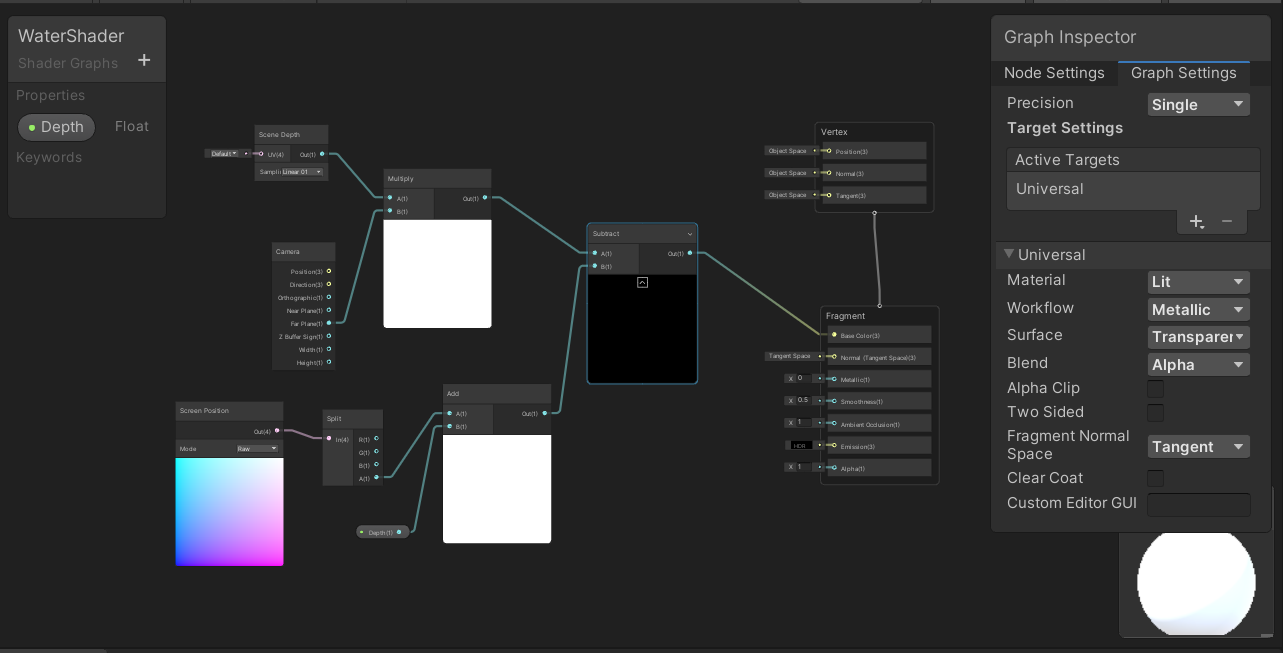 WaterShader
Shader Graphs
+
Properties
Depth Float
Keywords
Scene Depth
Default
UV(4) Out(1)
Linear 01
Multiply
A(1) Out(1)
B(1)
Camera
Position(3)
Direction(3)
Orthographic(1)
Near Plane(1)
Far Plane(1)
Z Buffer Sign(1)
Width(1)
Height(1)
Screen Position
Out(4)
Mode Raw
Split
In(4) R(1)
G(1)
B(1)
A(1)
Depth(1)
Add
A(1) Out(1)
B(1)
Subtract
A(1) Out(1)
B(1)
Vertex
Object Space Position(3)
Object Space Normal(3)
Object Space Tangent(3)
Fragment
Base Color(3)
Tangent Space Normal (Tangent Space)(3)
X 0 Metallic(1)
X 0.5 Smoothness(1)
X 1 Ambient Occlusion(1)
HDR Emission(3)
X 1 Alpha(1)
Graph Inspector
Node Settings Graph Settings
Precision Single
Target Settings
Active Targets
Universal
+ −
Universal
Material Lit
Workflow Metallic
Surface Transparer
Blend Alpha
Alpha Clip
Two Sided
Fragment Normal
Space Tangent
Clear Coat
Custom Editor GUI